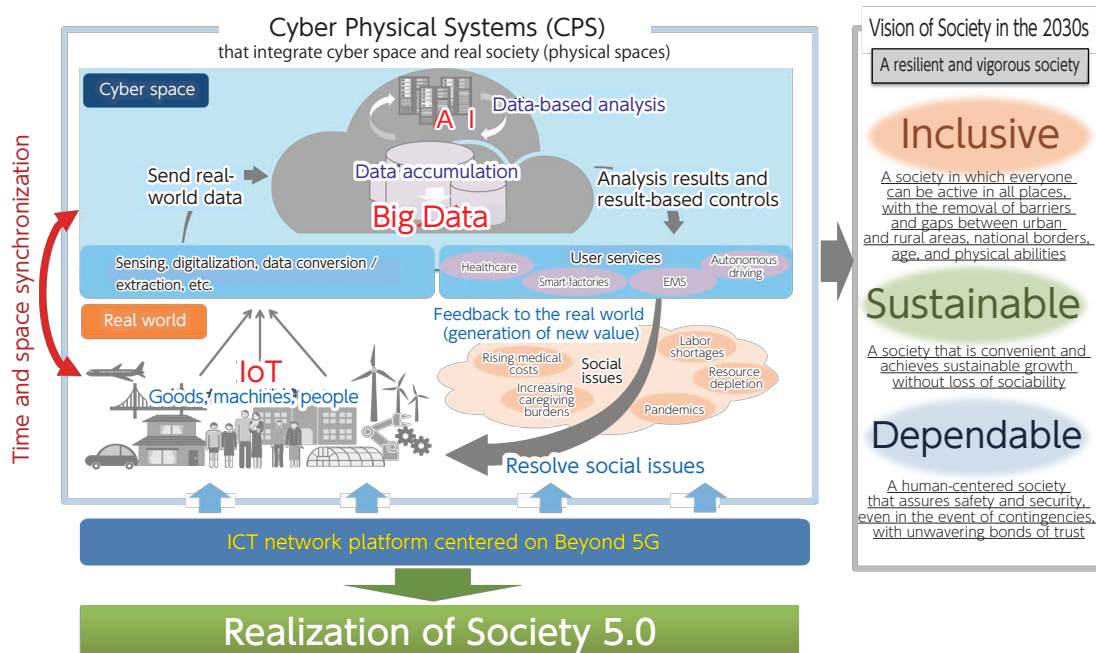 Cyber Physical Systems (CPS)
that integrate cyber space and real society (physical spaces)
Cyber space
A I
Data-based analysis
Data accumulation
Big Data
Send real-
world data
Analysis results and
result-based controls
Sensing, digitalization, data conversion /
extraction, etc.
User services
Healthcare
Smart factories
EMS
Autonomous
driving
Time and space synchronization
Real world
IoT
Goods, machines, people
Feedback to the real world
(generation of new value)
Social
issues
Rising medical
costs
Increasing
caregiving
burdens
Labor
shortages
Resource
depletion
Pandemics
Resolve social issues
ICT network platform centered on Beyond 5G
Realization of Society 5.0
Vision of Society in the 2030s
A resilient and vigorous society
Inclusive
A society in which everyone
can be active in all places,
with the removal of barriers
and gaps between urban
and rural areas, national borders,
age, and physical abilities
Sustainable
A society that is convenient and
achieves sustainable growth
without loss of sociability
Dependable
A human-centered society
that assures safety and security,
even in the event of contingencies,
with unwavering bonds of trust